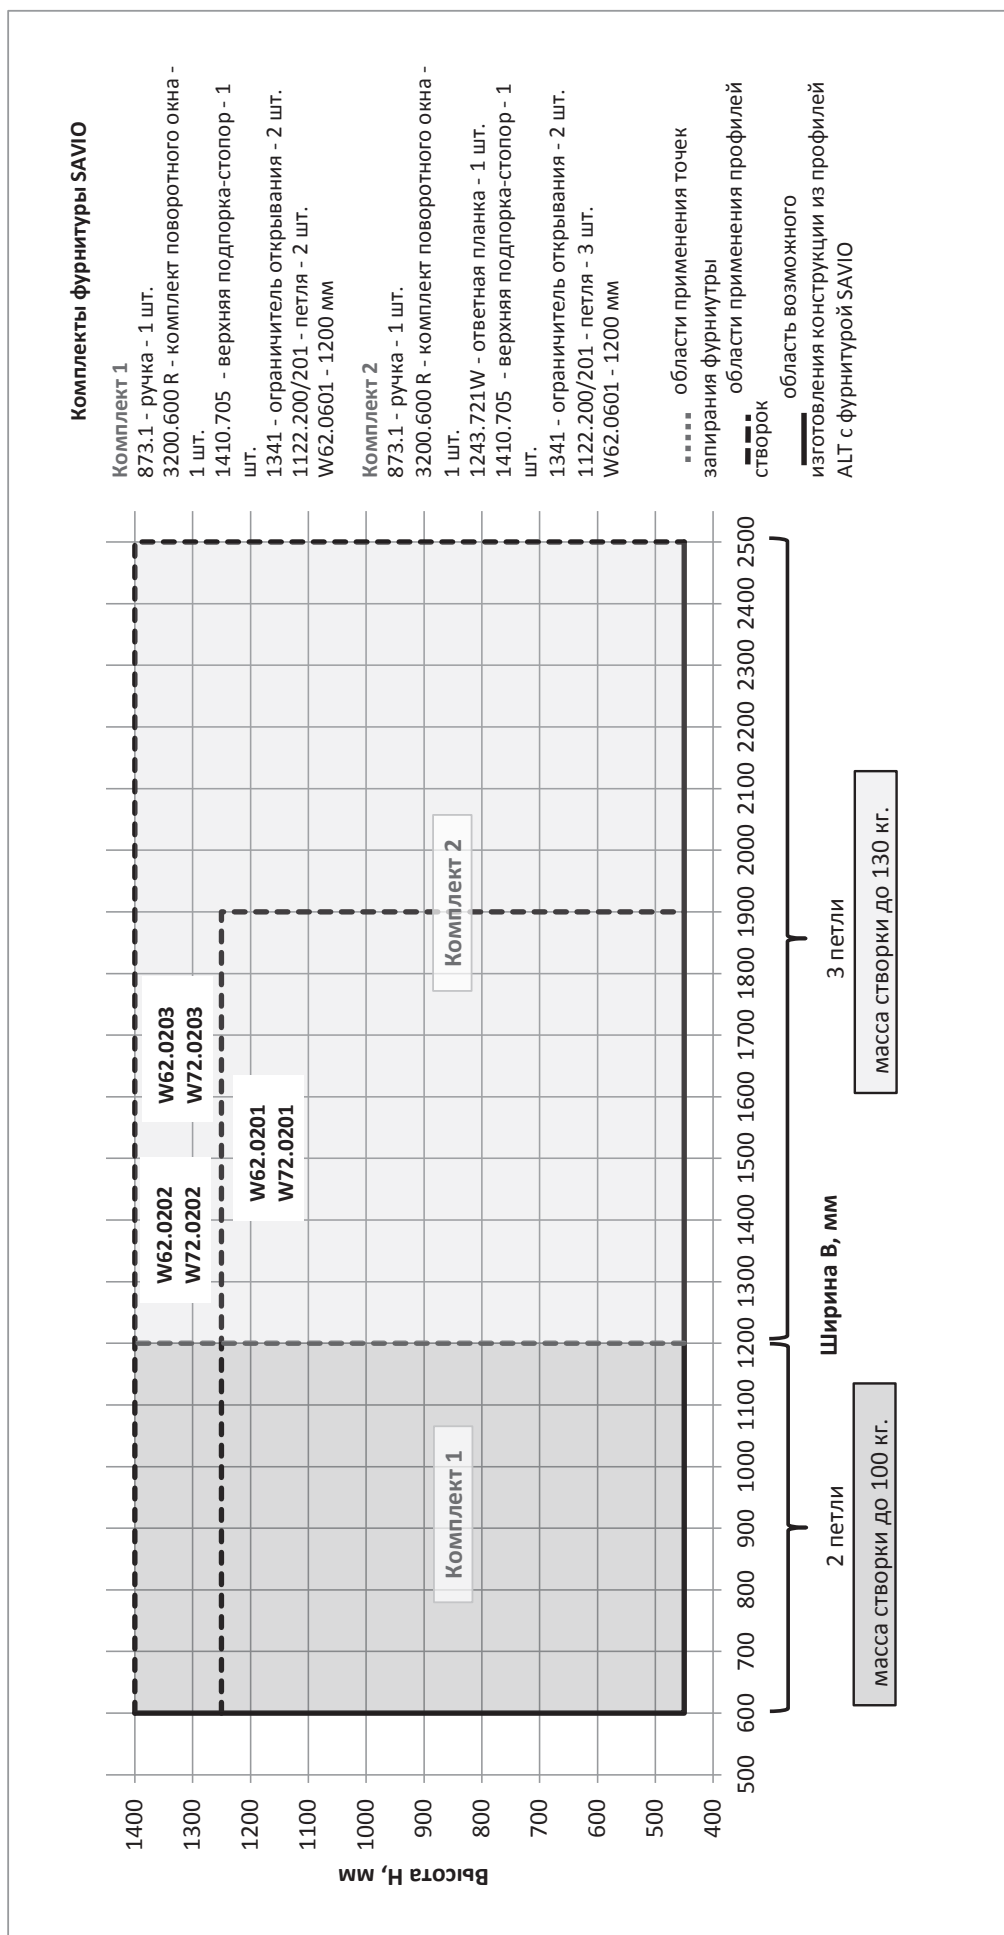 Комплекты фурнитуры SAVIO
Комплект 1
873.1 - ручка - 1 шт.
3200.600 R - комплект поворотного окна -
1 шт.
1410.705 - верхняя подпорка-стопор - 1
шт.
1341 - ограничитель открывания - 2 шт.
1122.200/201 - петля - 2 шт.
W62.0601 - 1200 мм
Комплект 2
873.1 - ручка - 1 шт.
3200.600 R - комплект поворотного окна -
1 шт.
1243.721W - ответная планка - 1 шт.
1410.705 - верхняя подпорка-стопор - 1
шт.
1341 - ограничитель открывания - 2 шт.
1122.200/201 - петля - 3 шт.
W62.0601 - 1200 мм
области применения точек
запирания фурниутры
области применения профилей
створок
область возможного
изготовления конструкции из профилей
ALT с фурнитурой SAVIO
Высота H, мм
1400
1300
1200
1100
1000
900
800
700
600
500
400
W62.0202
W72.0202
W62.0203
W72.0203
W62.0201
W72.0201
Комплект 1
Комплект 2
500 600 700 800 900 1000 1100 1200 1300 1400 1500 1600 1700 1800 1900 2000 2100 2200 2300 2400 2500
Ширина B, мм
2 петли
3 петли
масса створки до 100 кг.
масса створки до 130 кг.